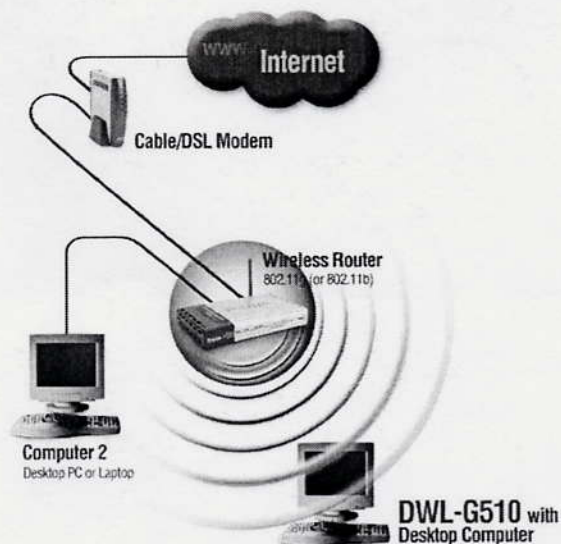 www
Internet
Cable/DSL Modem
Wireless Router
802.11g (or 802.11b)
Computer 2
Desktop PC or Laptop
DWL-G510 with
Desktop Computer